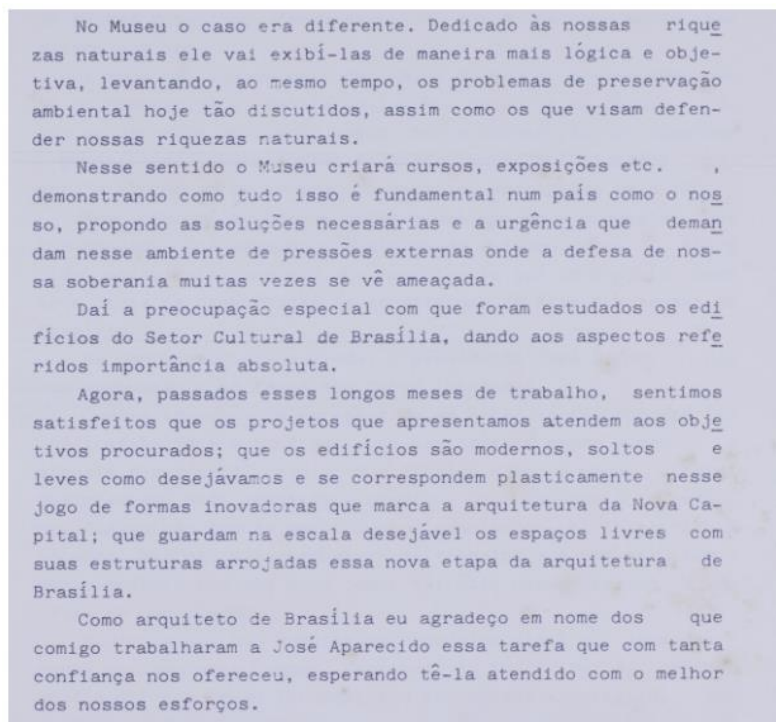 No Museu o caso era diferente. Dedicado às nossas rique
zas naturais ele vai exibí-las de maneira mais lógica e obje-
tiva, levantando, ao mesmo tempo, os problemas de preservação
ambiental hoje tão discutidos, assim como os que visam defen-
der nossas riquezas naturais.
Nesse sentido o Museu criará cursos, exposições etc. ,
demonstrando como tudo isso é fundamental num país como o nos
so, propondo as soluções necessárias e a urgência que deman
dam nesse ambiente de pressões externas onde a defesa de nos-
sa soberania muitas vezes se vê ameaçada.
Daí a preocupação especial com que foram estudados os edi
fícios do Setor Cultural de Brasília, dando aos aspectos refe
ridos importância absoluta.
Agora, passados esses longos meses de trabalho, sentimos
satisfeitos que os projetos que apresentamos atendem aos obje
tivos procurados; que os edifícios são modernos, soltos e
leves como desejávamos e se correspondem plasticamente nesse
jogo de formas inovadoras que marca a arquitetura da Nova Ca-
pital; que guardam na escala desejável os espaços livres com
suas estruturas arrojadas essa nova etapa da arquitetura de
Brasília.
Como arquiteto de Brasília eu agradeço em nome dos que
comigo trabalharam a José Aparecido essa tarefa que com tanta
confiança nos ofereceu, esperando tê-la atendido com o melhor
dos nossos esforços.